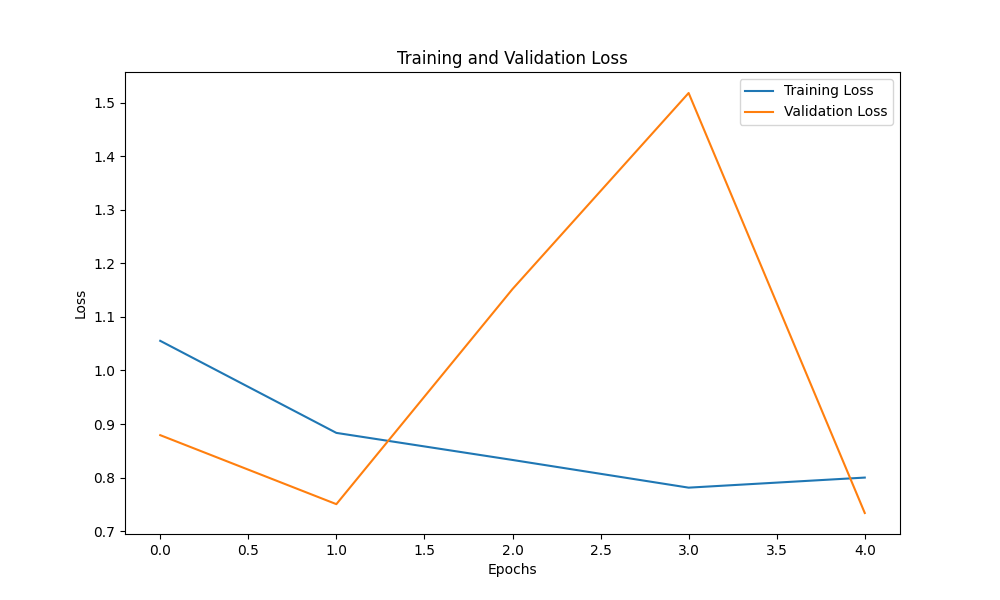 Training and Validation Loss
Training Loss
Validation Loss
1.5
1.4
1.3
1.2
1.1
1.0
0.9
0.8
0.7
Loss
0.0 0.5 1.0 1.5 2.0 2.5 3.0 3.5 4.0
Epochs